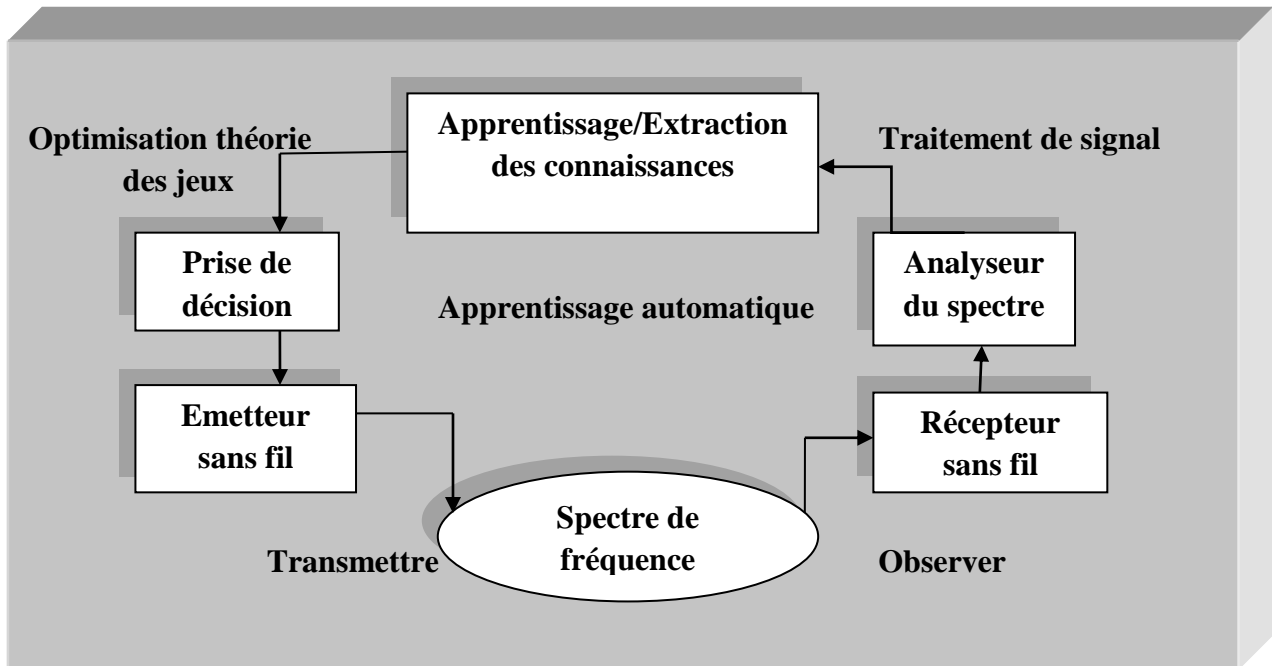 Apprentissage/Extraction
des connaissances
Optimisation théorie
des jeux
Traitement de signal
Prise de
décision
Analyseur
du spectre
Apprentissage automatique
Emetteur
sans fil
Récepteur
sans fil
Spectre de
fréquence
Transmettre
Observer